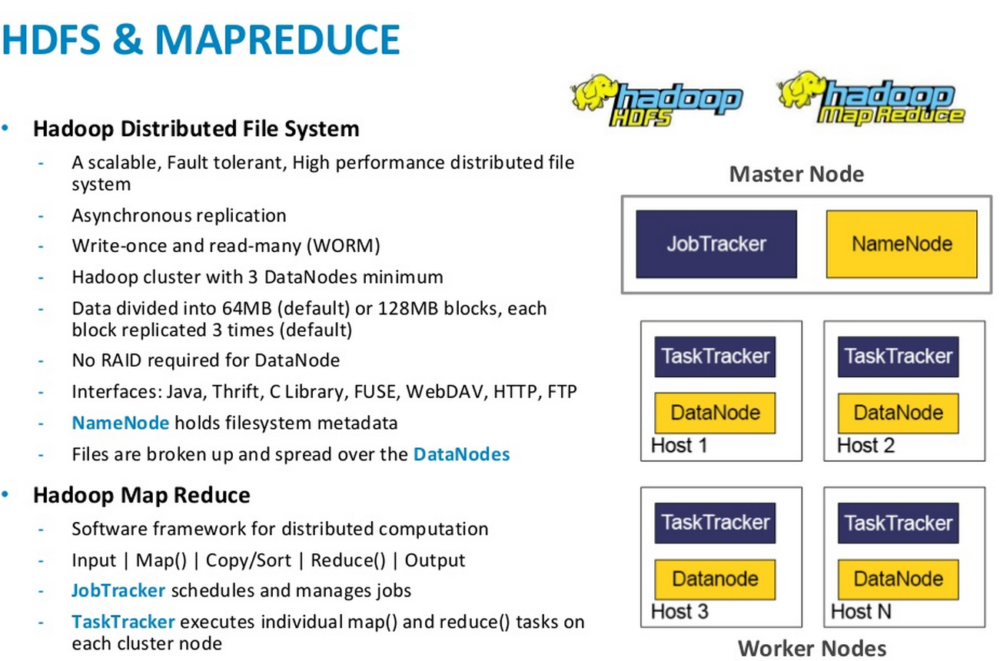 HDFS & MAPREDUCE
hadoop
HDFS
hadoop
Map Reduce
• Hadoop Distributed File System
- A scalable, Fault tolerant, High performance distributed file
system
- Asynchronous replication
- Write-once and read-many (WORM)
- Hadoop cluster with 3 DataNodes minimum
- Data divided into 64MB (default) or 128MB blocks, each
block replicated 3 times (default)
- No RAID required for DataNode
- Interfaces: Java, Thrift, C Library, FUSE, WebDAV, HTTP, FTP
- NameNode holds filesystem metadata
- Files are broken up and spread over the DataNodes
• Hadoop Map Reduce
- Software framework for distributed computation
- Input | Map() | Copy/Sort | Reduce() | Output
- JobTracker schedules and manages jobs
- TaskTracker executes individual map() and reduce() tasks on
each cluster node
Master Node
JobTracker
NameNode
TaskTracker
DataNode
Host 1
TaskTracker
DataNode
Host 2
TaskTracker
Datanode
Host 3
TaskTracker
DataNode
Host N
Worker Nodes